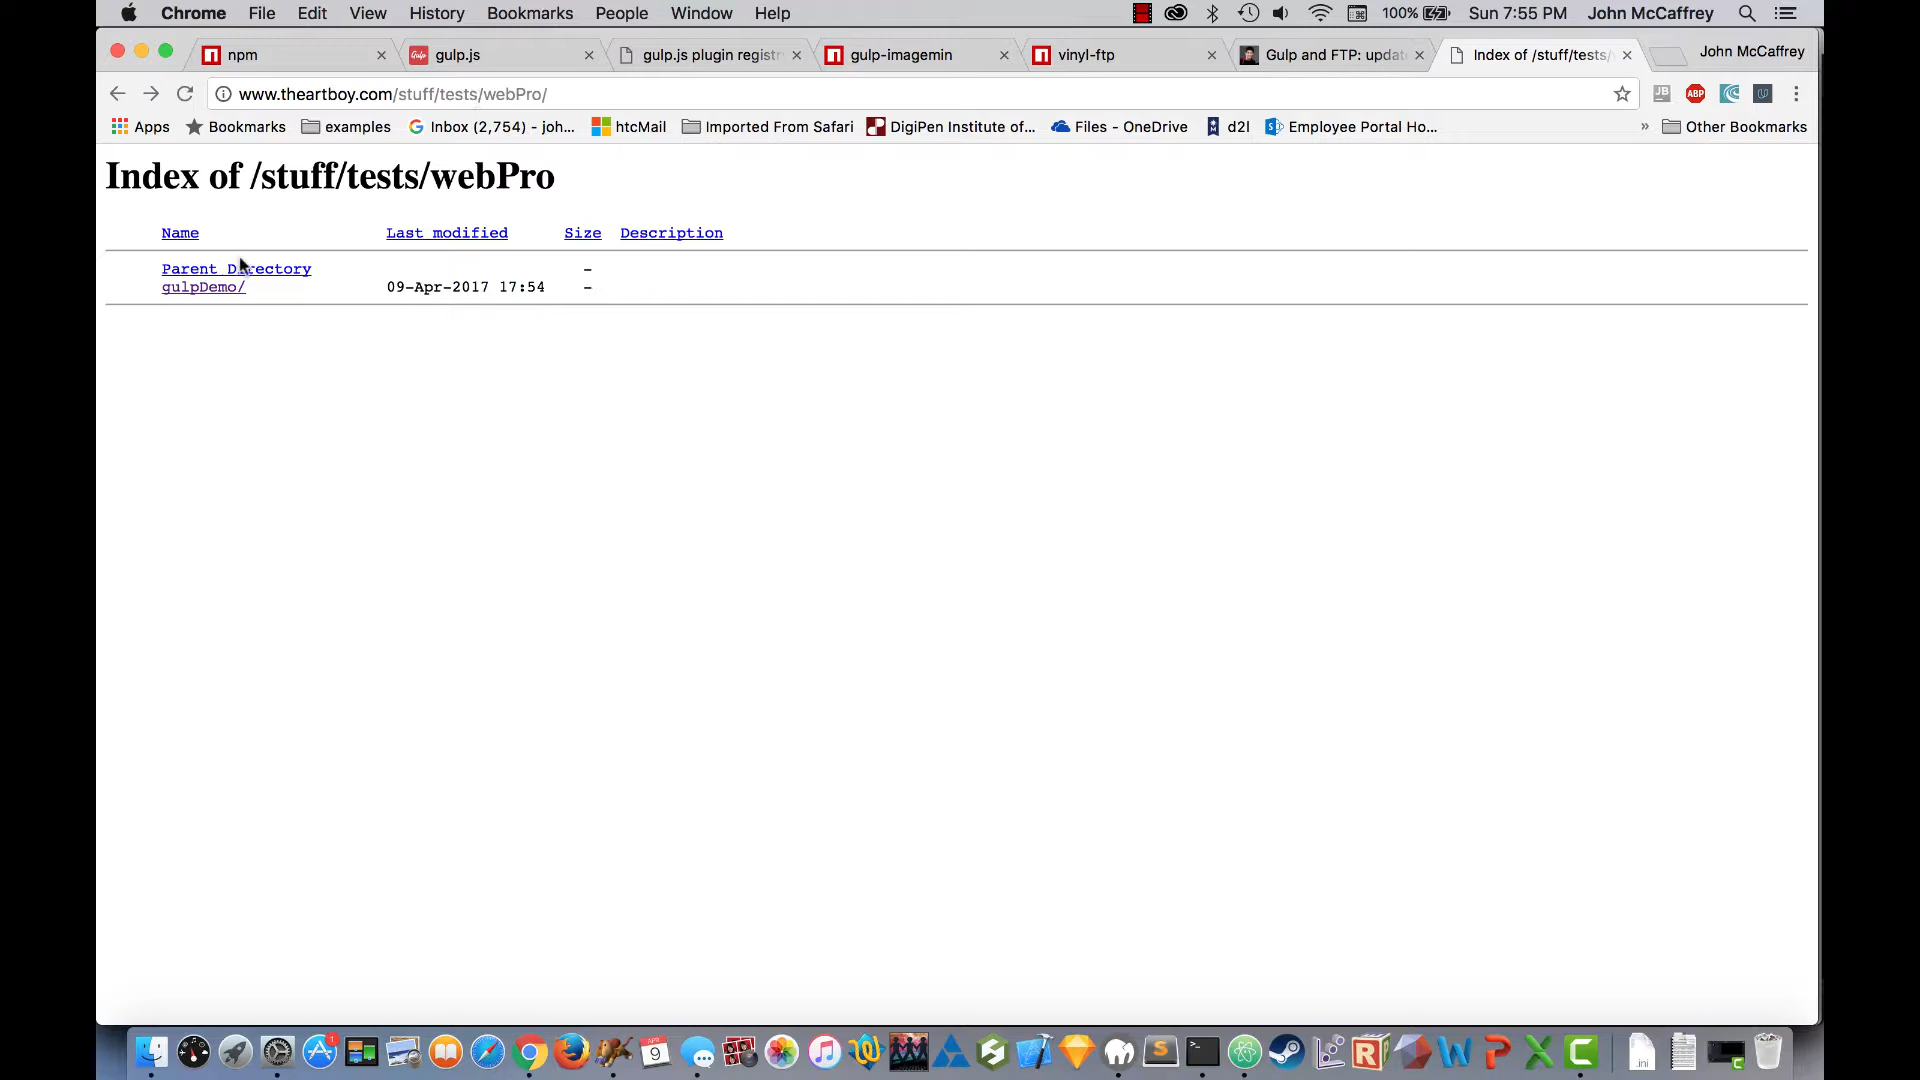 Chrome File Edit View History Bookmarks People Window Help 100% Sun 7:55 PM John McCaffrey
npm gulp.js gulp.js plugin regist gulp-imagemin vinyl-ftp Gulp and FTP: updat Index of /stuff/tests/ John McCaffrey
www.theartboy.com/stuff/tests/webPro/ JB ABP
Apps Bookmarks examples Inbox (2,754) - joh... htcMail Imported From Safari DigiPen Institute of... Files - OneDrive d2l Employee Portal Ho... » Other Bookmarks
Index of /stuff/tests/webPro
Name Last modified Size Description
Parent Directory -
gulpDemo/ 09-Apr-2017 17:54 -